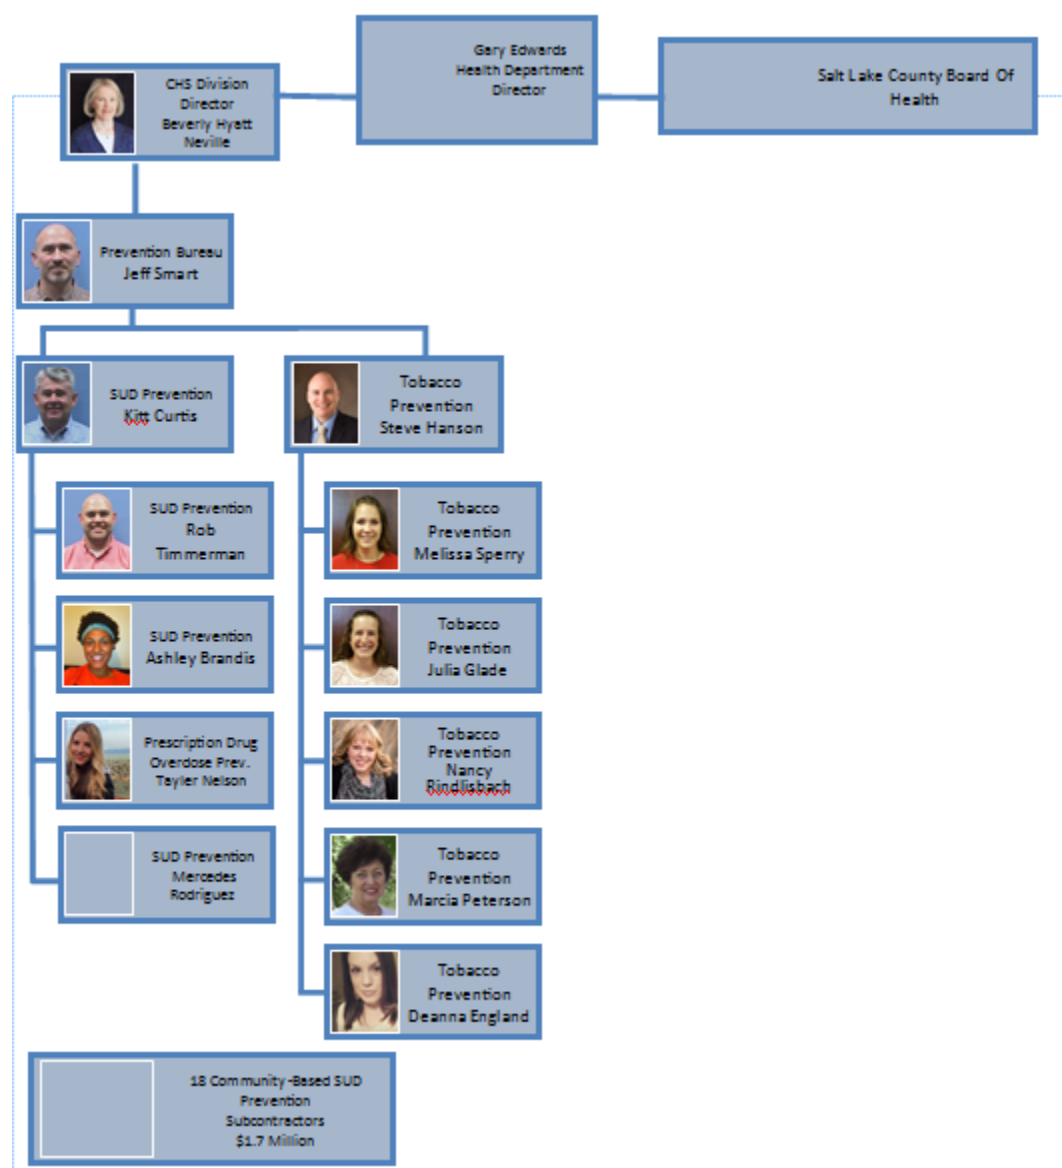 Gary Edwards
Health Department
Director
Salt Lake County Board Of
Health
CHS Division
Director
Beverly Hyatt
Neville
Prevention Bureau
Jeff Smart
SUD Prevention
Kitt Curtis
Tobacco
Prevention
Steve Hanson
SUD Prevention
Rob
Timmerman
SUD Prevention
Ashley Brandis
Prescription Drug
Overdose Prev.
Tayler Nelson
SUD Prevention
Mercedes
Rodriguez
Tobacco
Prevention
Melissa Sperry
Tobacco
Prevention
Julia Glade
Tobacco
Prevention
Nancy
Rindlisbach
Tobacco
Prevention
Marcia Peterson
Tobacco
Prevention
Deanna England
18 Community -Based SUD
Prevention
Subcontractors
$1.7 Million